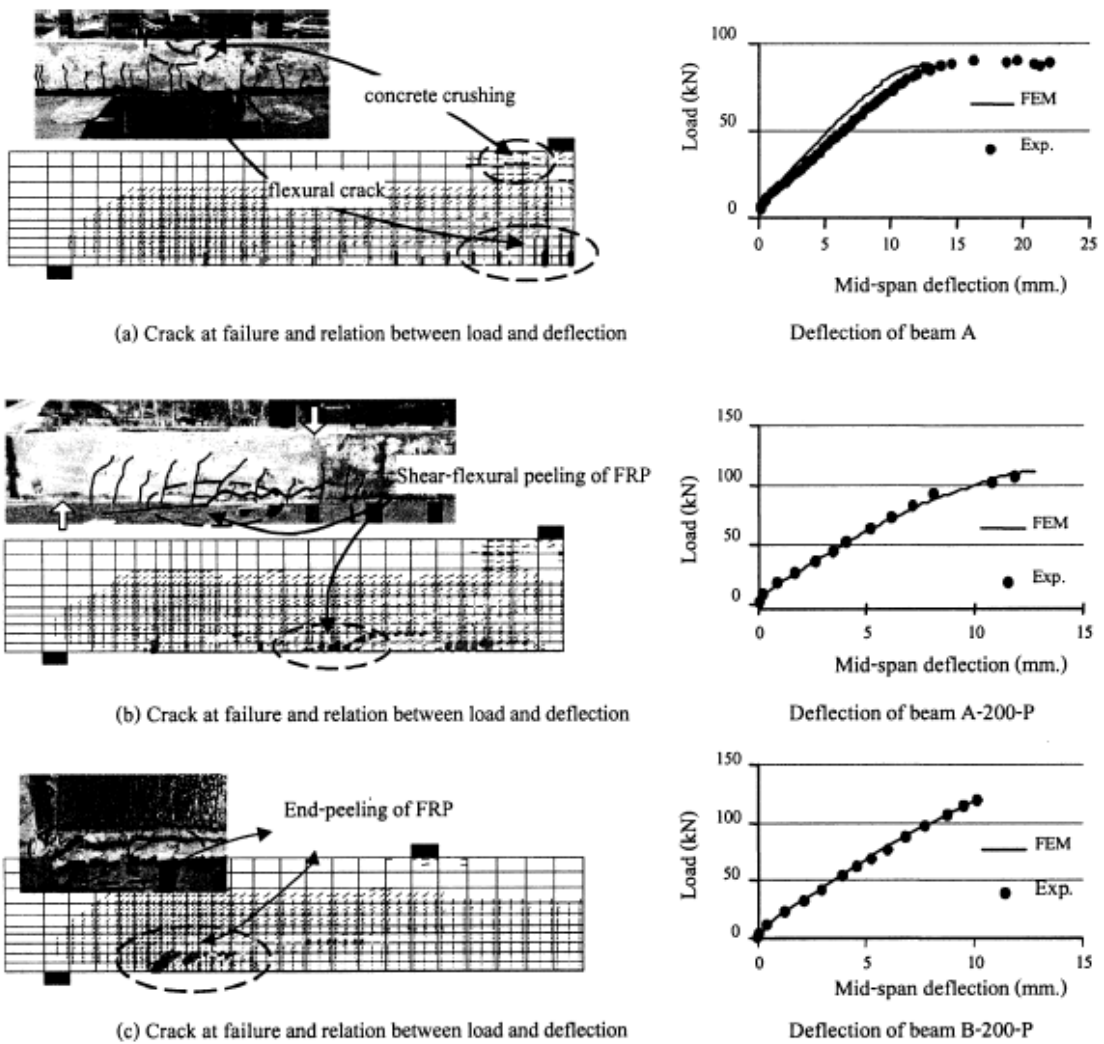 concrete crushing
flexural crack
(a) Crack at failure and relation between load and deflection
100
50
0
Load (kN)
FEM
Exp.
0 5 10 15 20 25
Mid-span deflection (mm.)
Deflection of beam A
Shear-flexural peeling of FRP
(b) Crack at failure and relation between load and deflection
150
100
50
0
Load (kN)
FEM
Exp.
0 5 10 15
Mid-span deflection (mm.)
Deflection of beam A-200-P
End-peeling of FRP
(c) Crack at failure and relation between load and deflection
150
100
50
0
Load (kN)
FEM
Exp.
0 5 10 15
Mid-span deflection (mm.)
Deflection of beam B-200-P